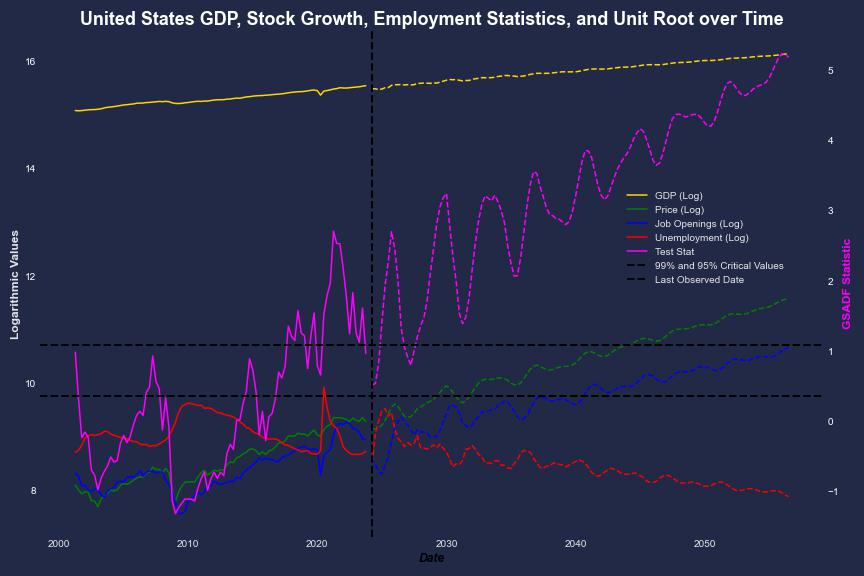 United States GDP, Stock Growth, Employment Statistics, and Unit Root over Time
16
14
12
10
8
Logarithmic Values
5
4
3
2
1
0
−1
GSADF Statistic
GDP (Log)
Price (Log)
Job Openings (Log)
Unemployment (Log)
Test Stat
99% and 95% Critical Values
Last Observed Date
2000
2010
2020
2030
2040
2050
Date